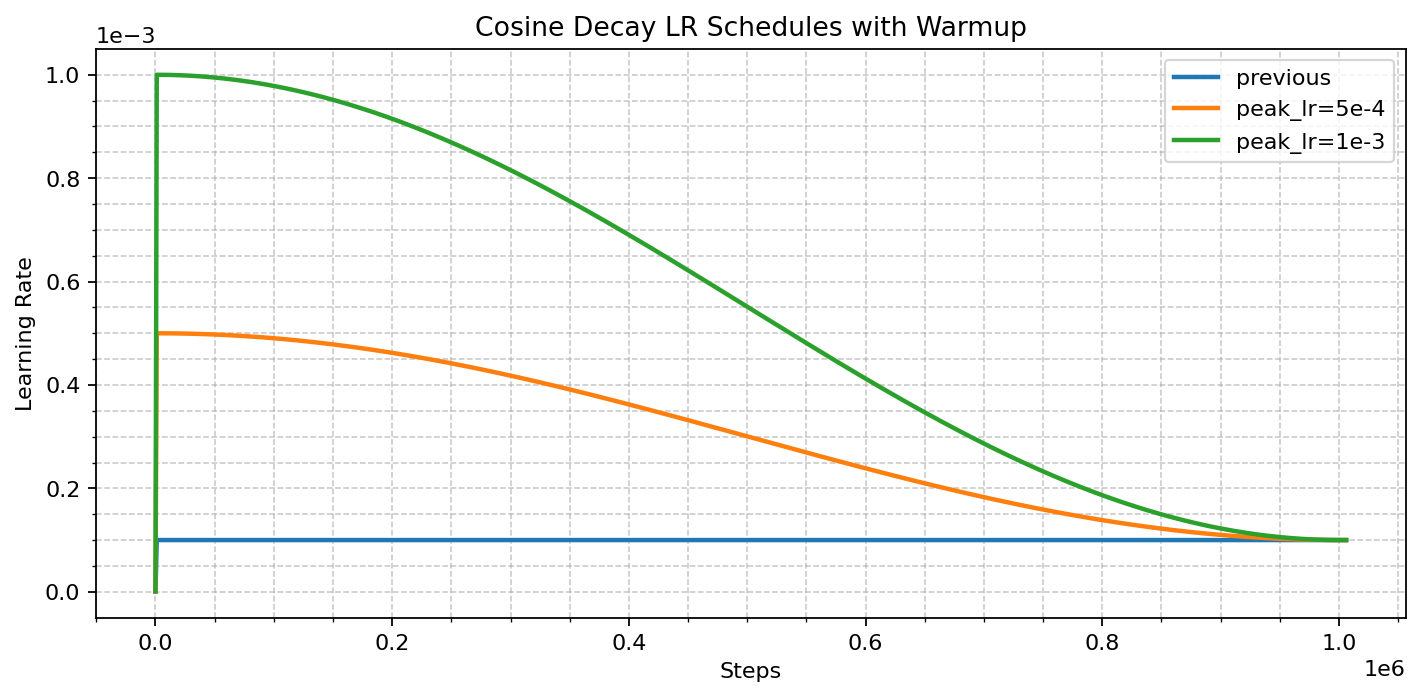 Cosine Decay LR Schedules with Warmup
1e−3
1.0
0.8
0.6
0.4
0.2
0.0
Learning Rate
previous
peak_lr=5e-4
peak_lr=1e-3
0.0 0.2 0.4 0.6 0.8 1.0
Steps
1e6